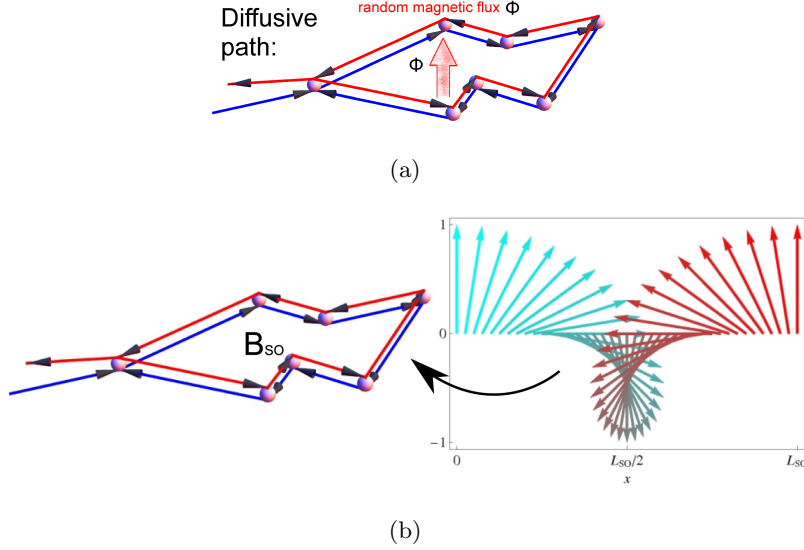 Diffusive
path:
random magnetic flux Φ
Φ
(a)
B_SO
1
0
−1
0
L_SO/2
L_SO
x
(b)